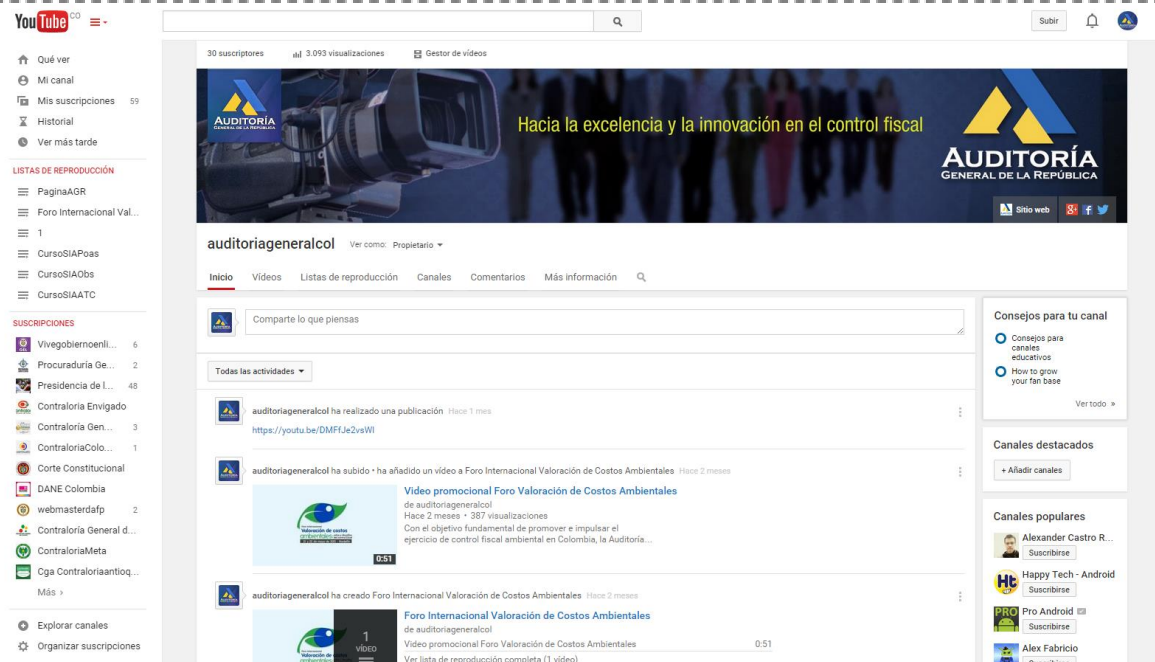 YouTube CO
Subir
Qué ver
Mi canal
Mis suscripciones 59
Historial
Ver más tarde
LISTAS DE REPRODUCCIÓN
PaginaAGR
Foro Internacional Val...
1
CursoSIAPoas
CursoSIAObs
CursoSIAATC
SUSCRIPCIONES
Vivegobiernoenli... 6
Procuraduría Ge... 2
Presidencia de l... 48
Contraloria Envigado
Contraloría Gen... 3
ContraloriaColo... 1
Corte Constitucional
DANE Colombia
webmasterdafp 2
Contraloría General d...
ContraloriaMeta
Cga Contraloriaantioq...
Más ›
Explorar canales
Organizar suscripciones
30 suscriptores 3.093 visualizaciones Gestor de vídeos
AUDITORÍA
GENERAL DE LA REPÚBLICA
Hacia la excelencia y la innovación en el control fiscal
AUDITORÍA
GENERAL DE LA REPÚBLICA
Sitio web
auditoriageneralcol Ver como: Propietario
Inicio Vídeos Listas de reproducción Canales Comentarios Más información
Comparte lo que piensas
Todas las actividades
auditoriageneralcol ha realizado una publicación Hace 1 mes
https://youtu.be/DMFfJe2vsWI
auditoriageneralcol ha subido • ha añadido un vídeo a Foro Internacional Valoración de Costos Ambientales Hace 2 meses
Valoración de costos
ambientales
0:51
Video promocional Foro Valoración de Costos Ambientales
de auditoriageneralcol
Hace 2 meses • 387 visualizaciones
Con el objetivo fundamental de promover e impulsar el
ejercicio de control fiscal ambiental en Colombia, la Auditoría...
auditoriageneralcol ha creado Foro Internacional Valoración de Costos Ambientales Hace 2 meses
1
VÍDEO
Foro Internacional Valoración de Costos Ambientales
de auditoriageneralcol
Video promocional Foro Valoración de Costos Ambientales 0:51
Ver lista de reproducción completa (1 vídeo)
Consejos para tu canal
Consejos para
canales
educativos
How to grow
your fan base
Ver todo »
Canales destacados
+ Añadir canales
Canales populares
Alexander Castro R...
Suscribirse
Ht
Happy Tech - Android
Suscribirse
PRO
Pro Android
Suscribirse
Alex Fabricio
Suscribirse